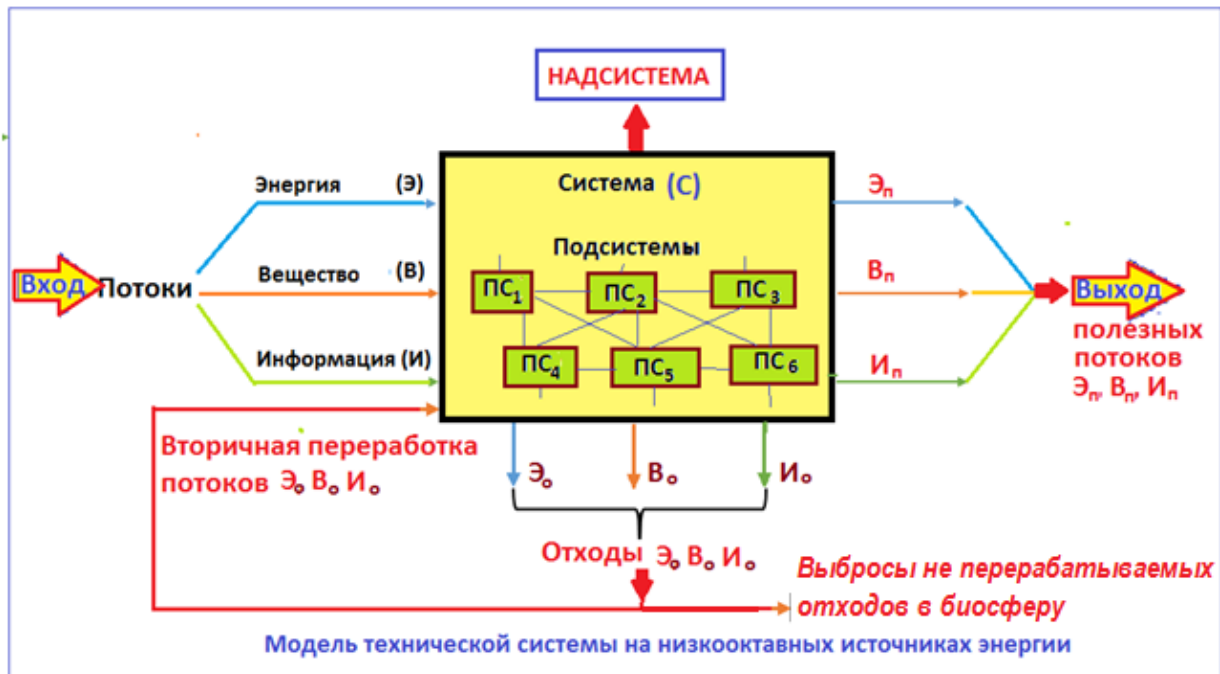 НАДСИСТЕМА
Энергия (Э)
Система (С)
Эп
Подсистемы
Вход
Потоки
Вещество (В)
ПС1
ПС2
ПС3
Вп
Выход
полезных
потоков
Эп, Вп, Ип
Информация (И)
ПС4
ПС5
ПС6
Ип
Вторичная переработка
потоков Эо Во Ио
Эо
Во
Ио
Отходы Эо Во Ио
Выбросы не перерабатываемых
отходов в биосферу
Модель технической системы на низкооктавных источниках энергии